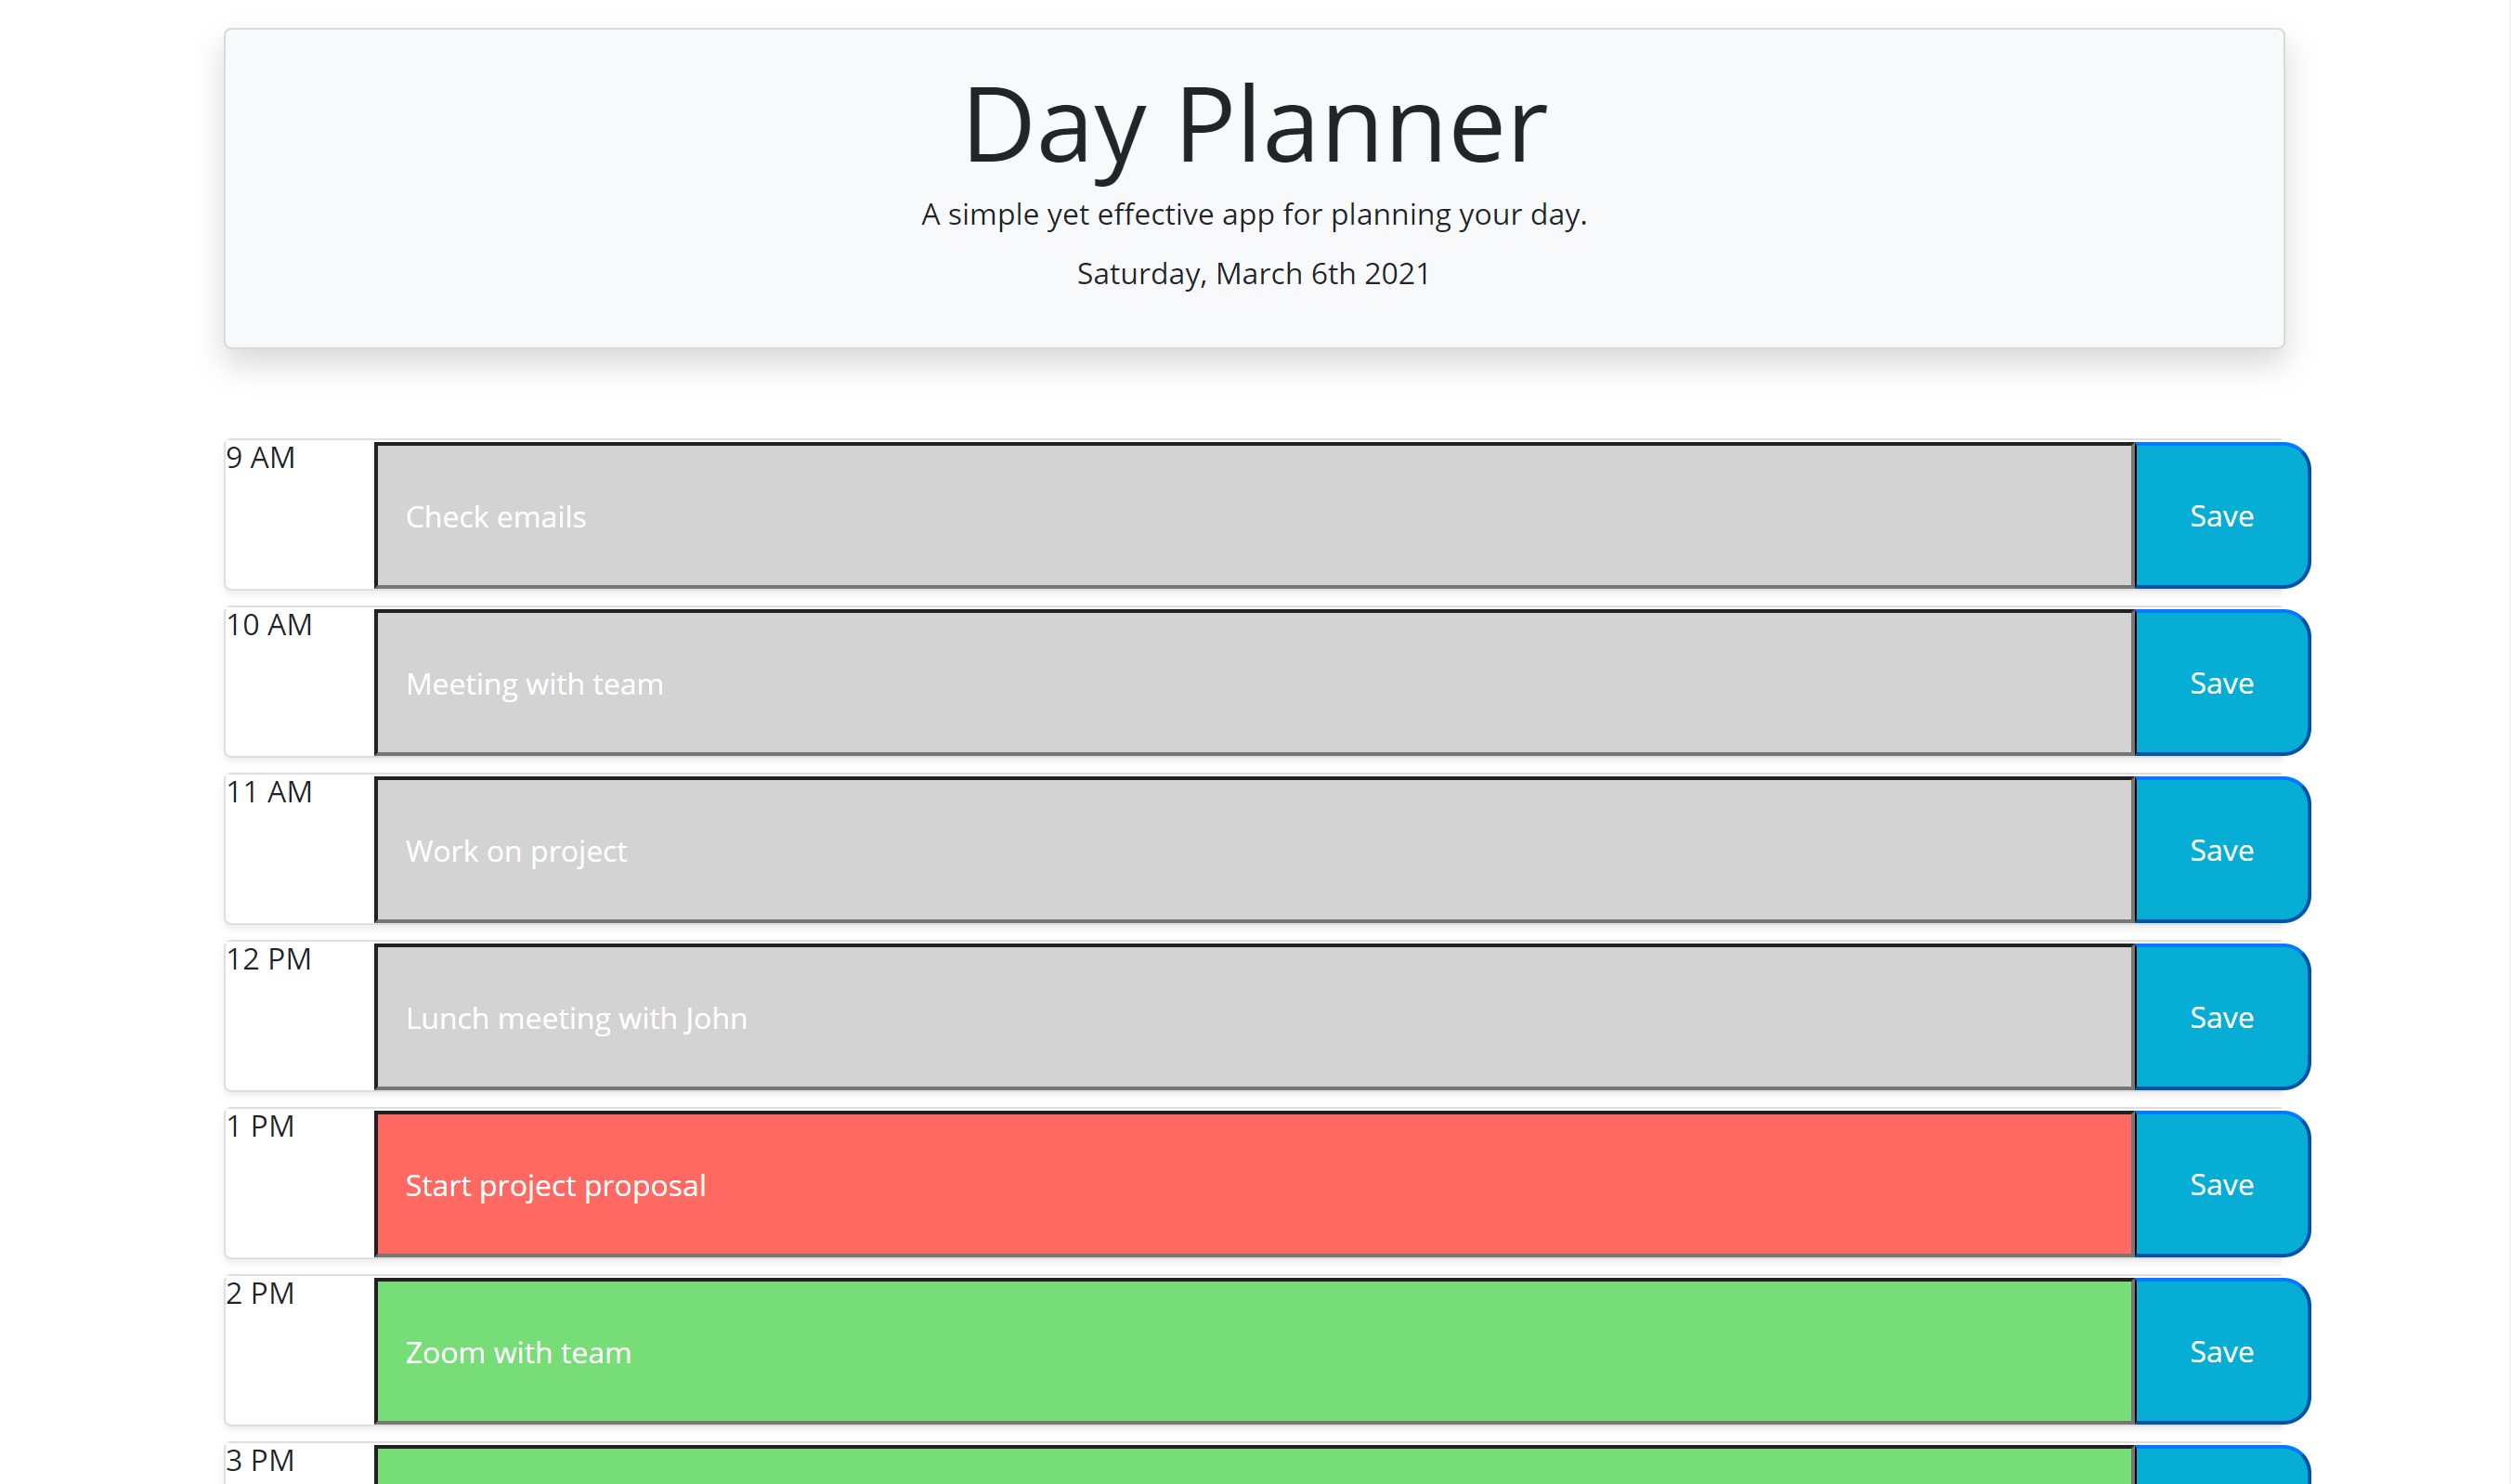 Day Planner
A simple yet effective app for planning your day.
Saturday, March 6th 2021
9 AM
Check emails
Save
10 AM
Meeting with team
Save
11 AM
Work on project
Save
12 PM
Lunch meeting with John
Save
1 PM
Start project proposal
Save
2 PM
Zoom with team
Save
3 PM